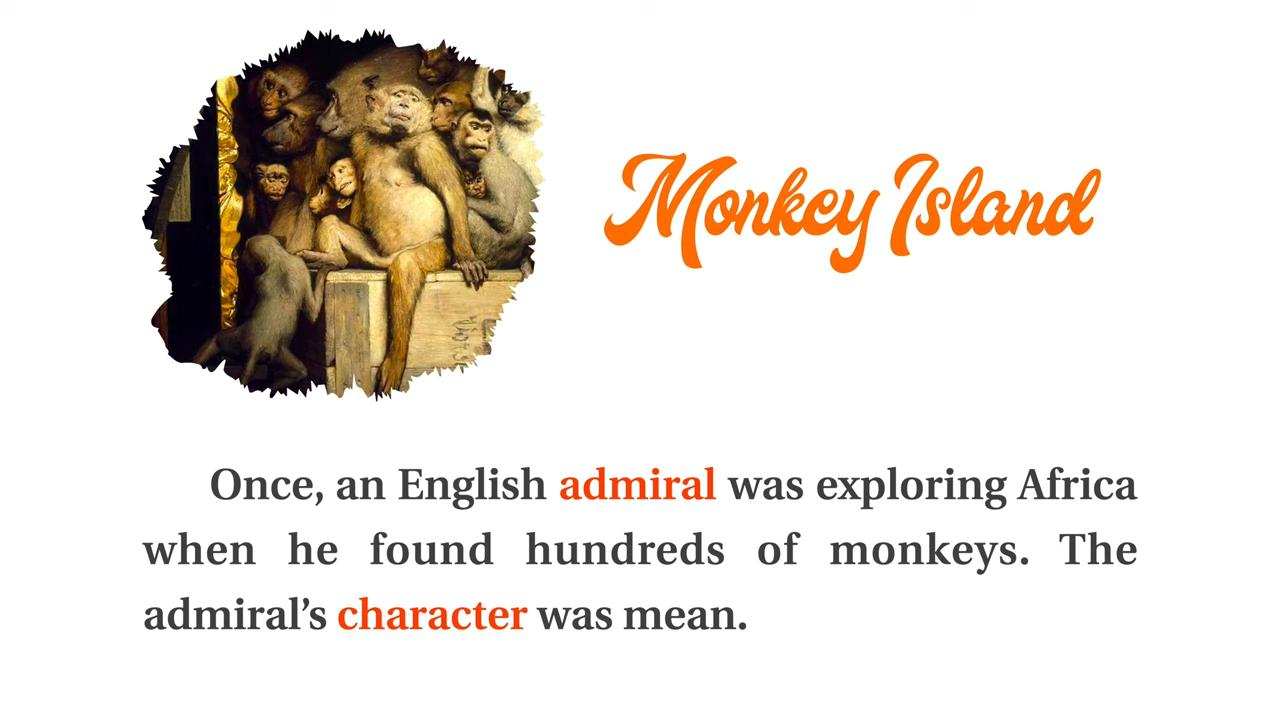 Monkey Island
Once, an English admiral was exploring Africa
when he found hundreds of monkeys. The
admiral’s character was mean.